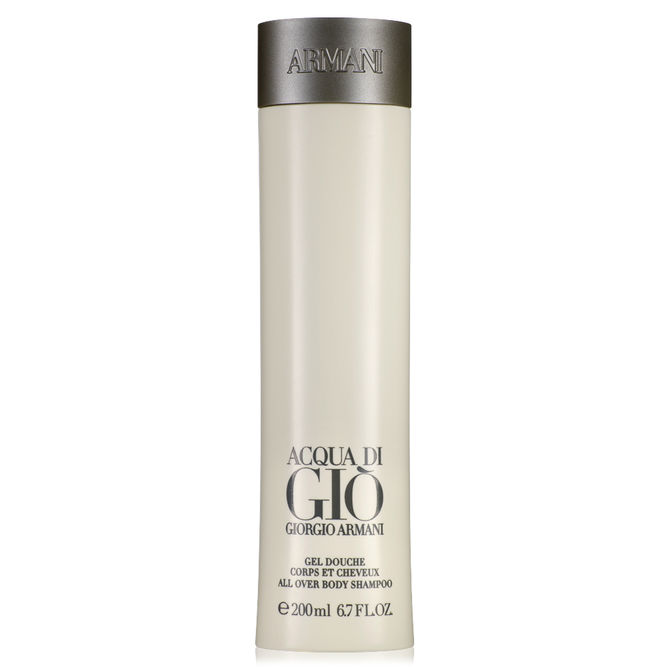 ARMANI
ACQUA DI
GIÒ
GIORGIO ARMANI
GEL DOUCHE
CORPS ET CHEVEUX
ALL OVER BODY SHAMPOO
℮200ml 6.7 FL.OZ.